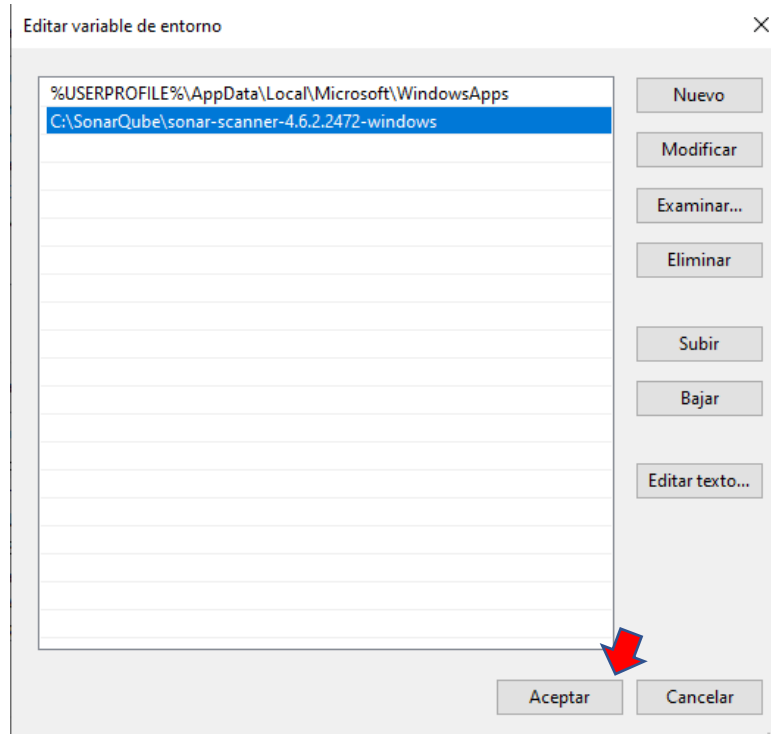 Editar variable de entorno
%USERPROFILE%\AppData\Local\Microsoft\WindowsApps
C:\SonarQube\sonar-scanner-4.6.2.2472-windows
Nuevo
Modificar
Examinar...
Eliminar
Subir
Bajar
Editar texto...
Aceptar
Cancelar